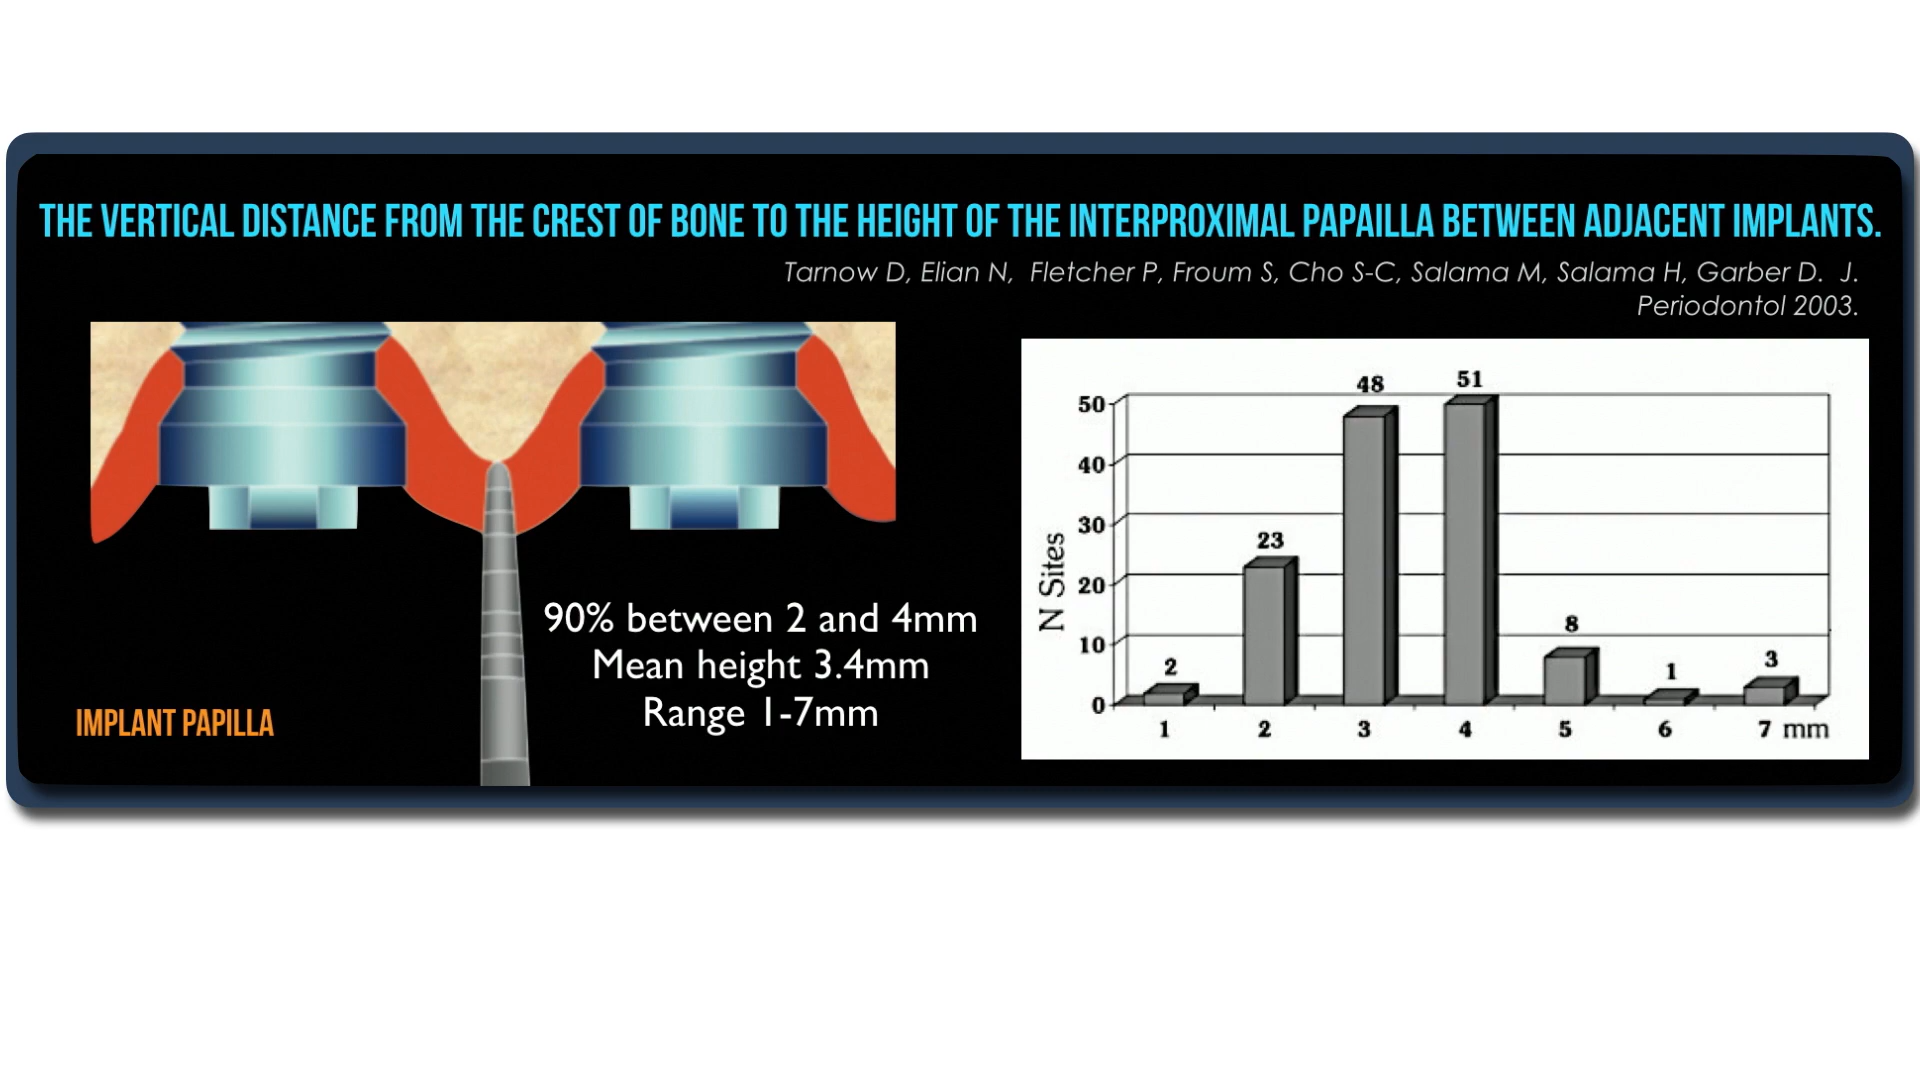 THE VERTICAL DISTANCE FROM THE CREST OF BONE TO THE HEIGHT OF THE INTERPROXIMAL PAPAILLA BETWEEN ADJACENT IMPLANTS.
Tarnow D, Elian N, Fletcher P, Froum S, Cho S-C, Salama M, Salama H, Garber D. J.
Periodontol 2003.
90% between 2 and 4mm
Mean height 3.4mm
Range 1-7mm
IMPLANT PAPILLA
N Sites
50
40
30
20
10
0
2
23
48
51
8
1
3
1 2 3 4 5 6 7 mm